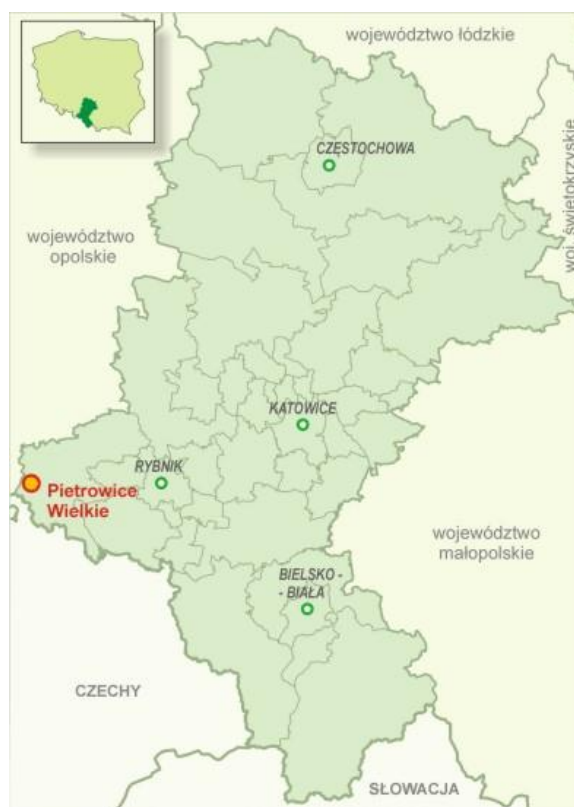 województwo łódzkie
CZĘSTOCHOWA
woj. świętokrzyskie
województwo
opolskie
KATOWICE
RYBNIK
Pietrowice
Wielkie
województwo
małopolskie
BIELSKO -
- BIAŁA
CZECHY
SŁOWACJA